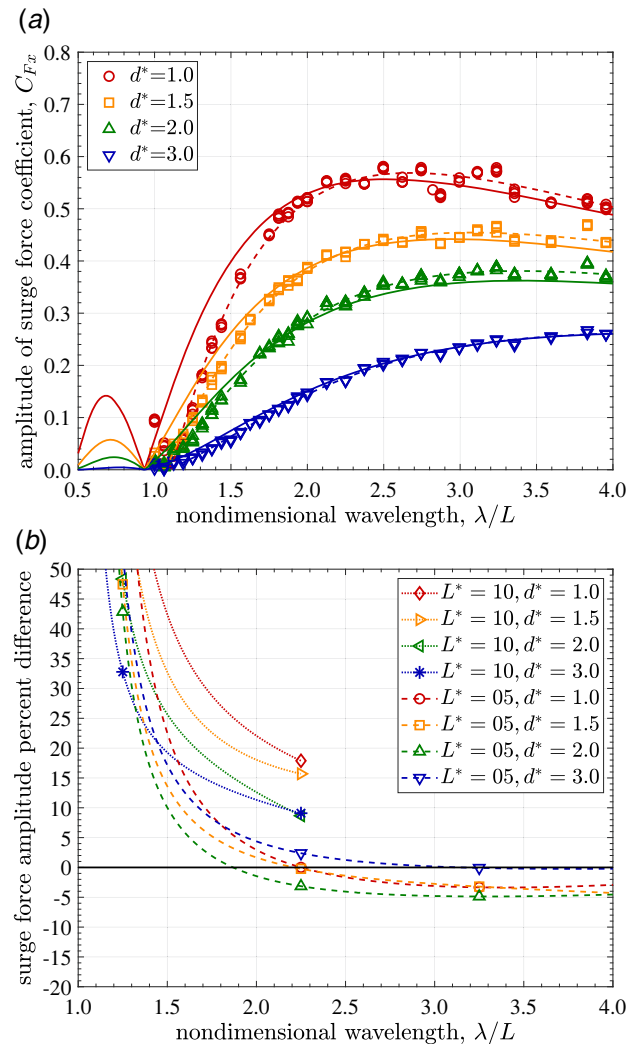 (a)
amplitude of surge force coefficient, C_{Fx}
0.8
0.7
0.6
0.5
0.4
0.3
0.2
0.1
0.0
d*=1.0
d*=1.5
d*=2.0
d*=3.0
0.5 1.0 1.5 2.0 2.5 3.0 3.5 4.0
nondimensional wavelength, λ/L
(b)
surge force amplitude percent difference
50
45
40
35
30
25
20
15
10
5
0
-5
-10
-15
-20
L* = 10, d* = 1.0
L* = 10, d* = 1.5
L* = 10, d* = 2.0
L* = 10, d* = 3.0
L* = 05, d* = 1.0
L* = 05, d* = 1.5
L* = 05, d* = 2.0
L* = 05, d* = 3.0
1.0 1.5 2.0 2.5 3.0 3.5 4.0
nondimensional wavelength, λ/L